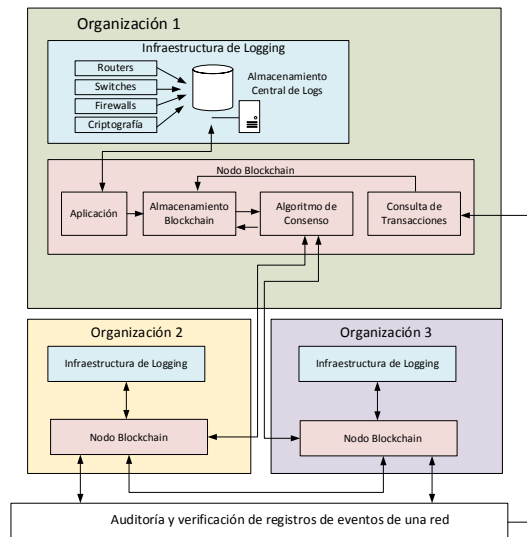 Organización 1
Infraestructura de Logging
Routers
Switches
Firewalls
Criptografía
Almacenamiento
Central de Logs
Nodo Blockchain
Aplicación
Almacenamiento
Blockchain
Algoritmo de
Consenso
Consulta de
Transacciones
Organización 2
Infraestructura de Logging
Nodo Blockchain
Organización 3
Infraestructura de Logging
Nodo Blockchain
Auditoría y verificación de registros de eventos de una red